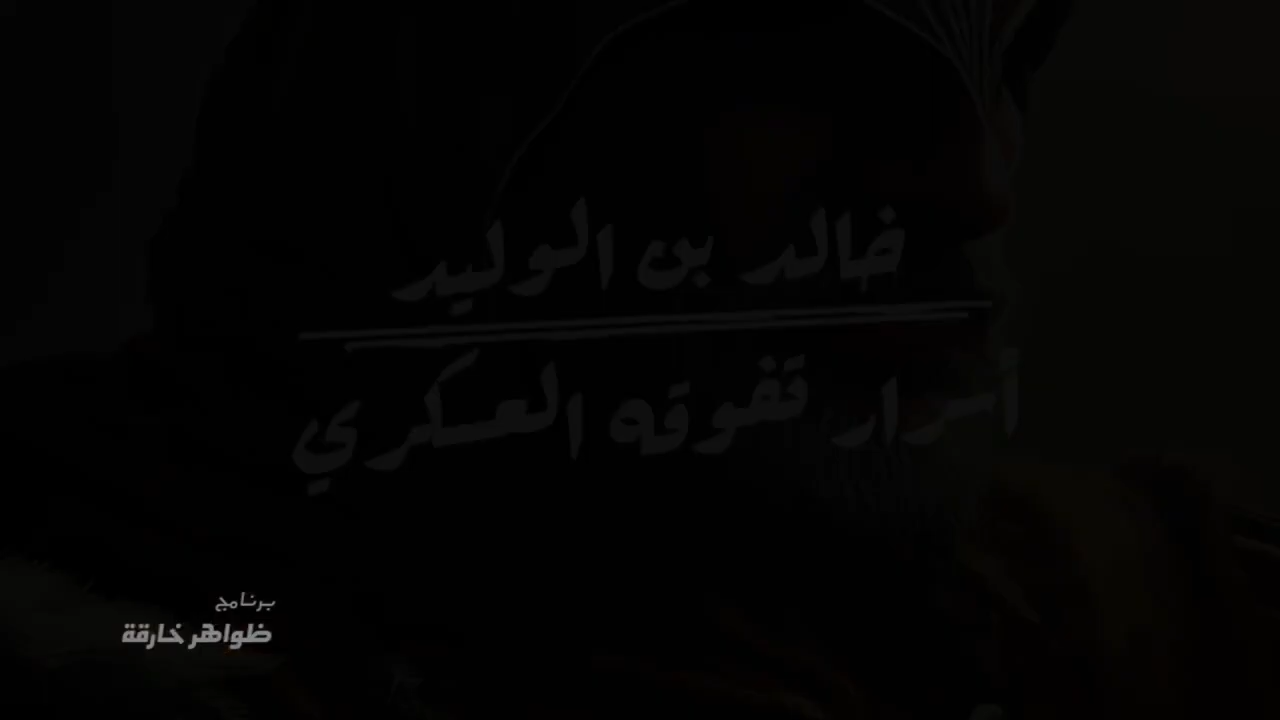 خالد بن الوليد
أسرار تفوقه العسكري
برنامج
ظواهر خارقة